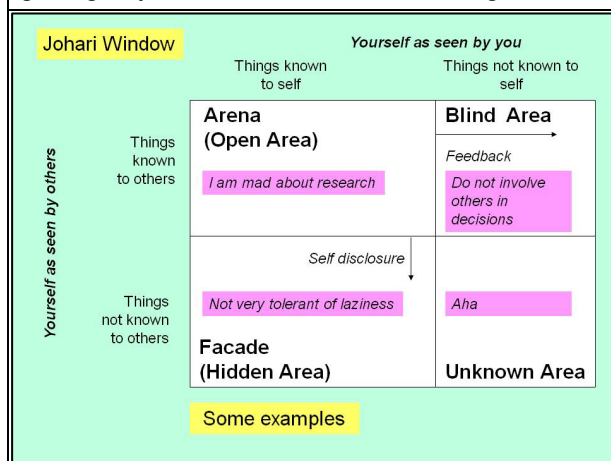 Johari Window
Yourself as seen by you
Things known
to self
Things not known to
self
Yourself as seen by others
Things
known
to others
Arena
(Open Area)
I am mad about research
Blind Area
Feedback
Do not involve
others in
decisions
Things
not known
to others
Self disclosure
Not very tolerant of laziness
Facade
(Hidden Area)
Aha
Unknown Area
Some examples